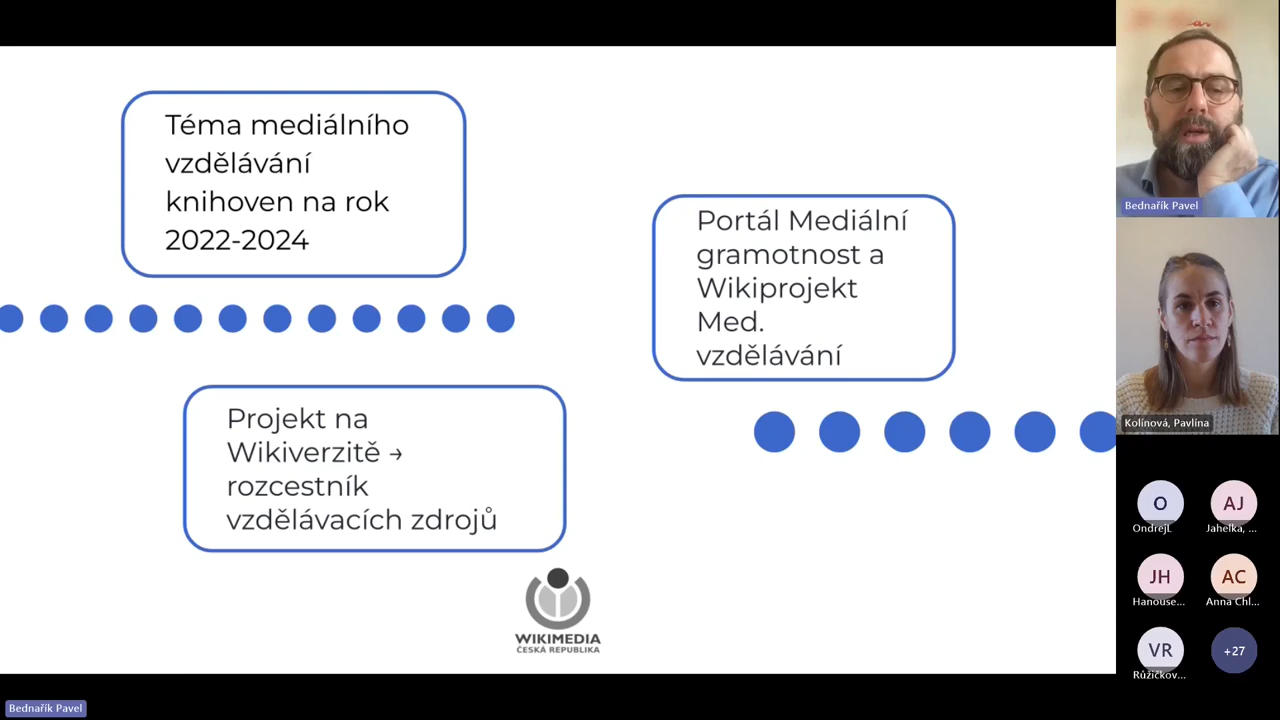 Téma mediálního
vzdělávání
knihoven na rok
2022-2024
Portál Mediální
gramotnost a
Wikiprojekt
Med.
vzdělávání
Projekt na
Wikiverzitě →
rozcestník
vzdělávacích zdrojů
WIKIMEDIA
ČESKÁ REPUBLIKA
Bednařík Pavel
Kolínová, Pavlína
O
OndrejL
AJ
Jahelka, ...
JH
Hanouse...
AC
Anna Chl...
VR
Růžičkov...
+27
Bednařík Pavel